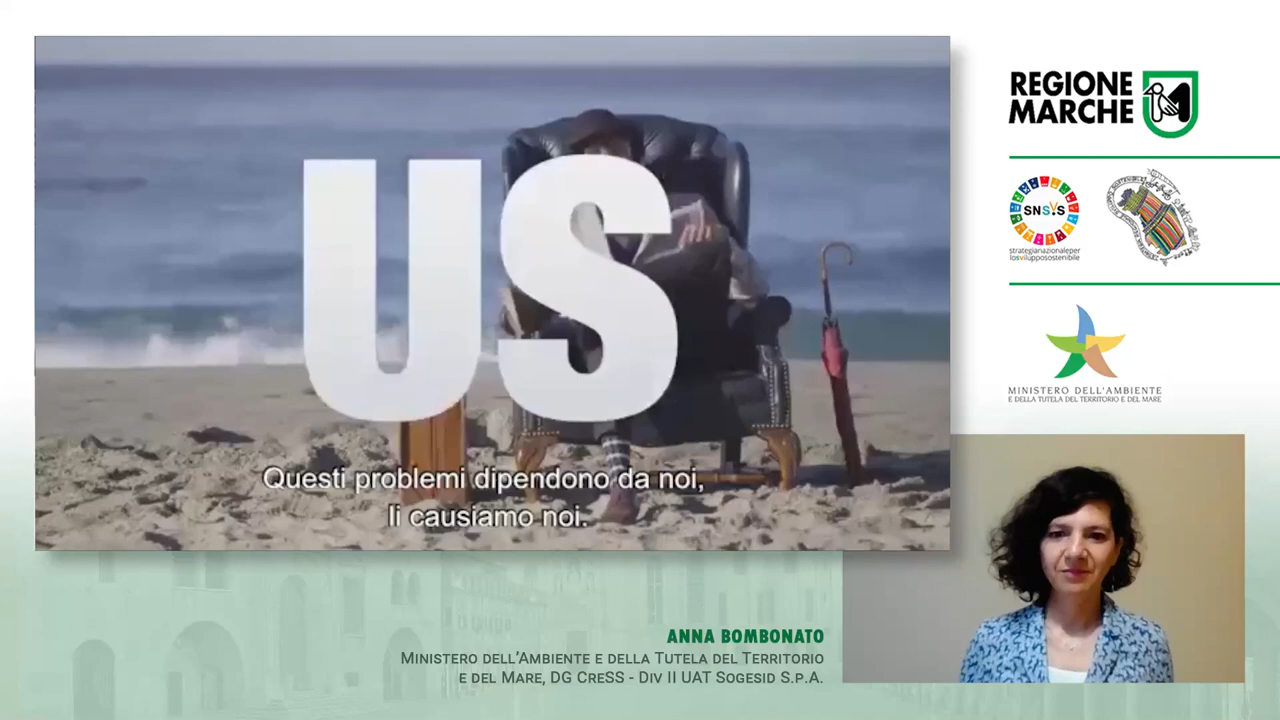 US
Questi problemi dipendono da noi,
li causiamo noi.
REGIONE
MARCHE
SNSVS
strategianazionaleper
losvilupposostenibile
MINISTERO DELL'AMBIENTE
E DELLA TUTELA DEL TERRITORIO E DEL MARE
ANNA BOMBONATO
MINISTERO DELL'AMBIENTE E DELLA TUTELA DEL TERRITORIO
E DEL MARE, DG CRESS - DIV II UAT SOGESID S.P.A.